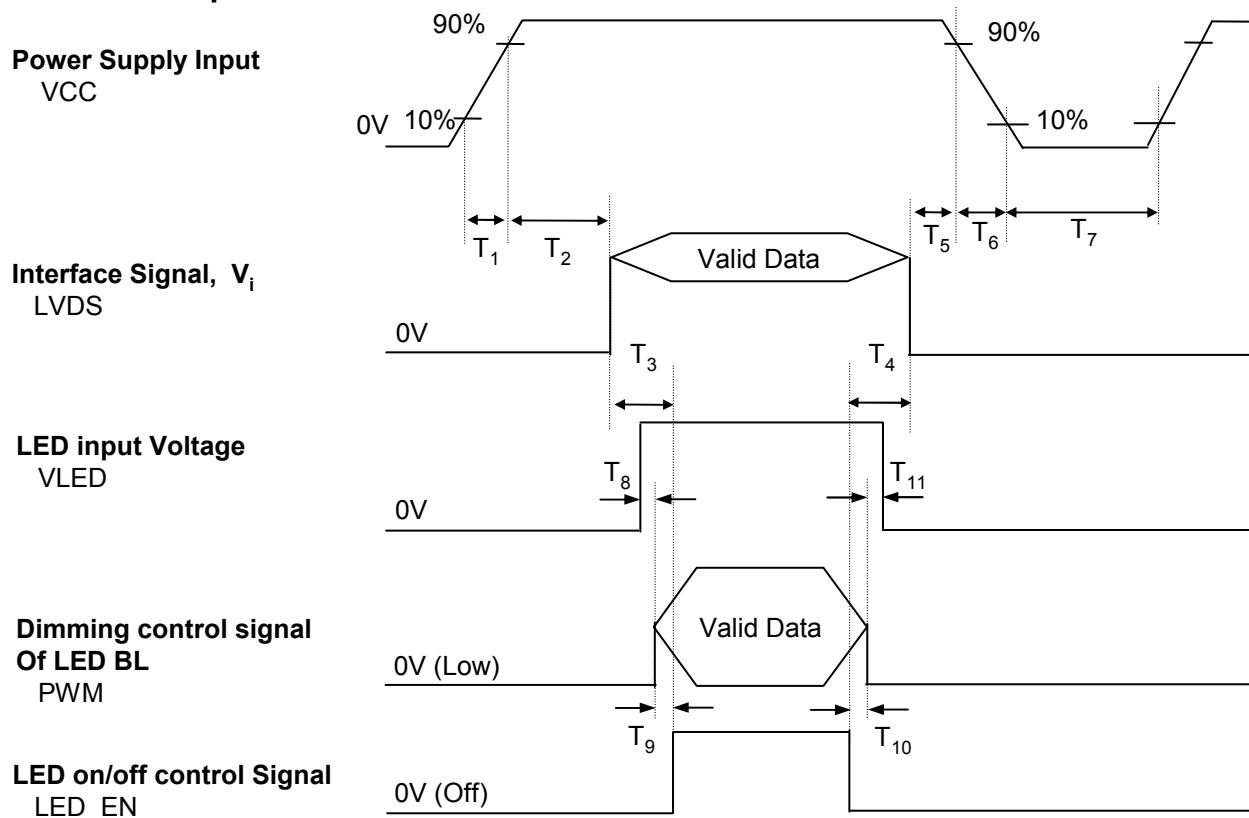 90%
90%
Power Supply Input
VCC
0V
10%
10%
T1
T2
T5
T6
T7
Interface Signal, Vi
LVDS
Valid Data
0V
T3
T4
LED input Voltage
VLED
T8
T11
0V
Dimming control signal
Of LED BL
PWM
Valid Data
0V (Low)
T9
T10
LED on/off control Signal
LED_EN
0V (Off)